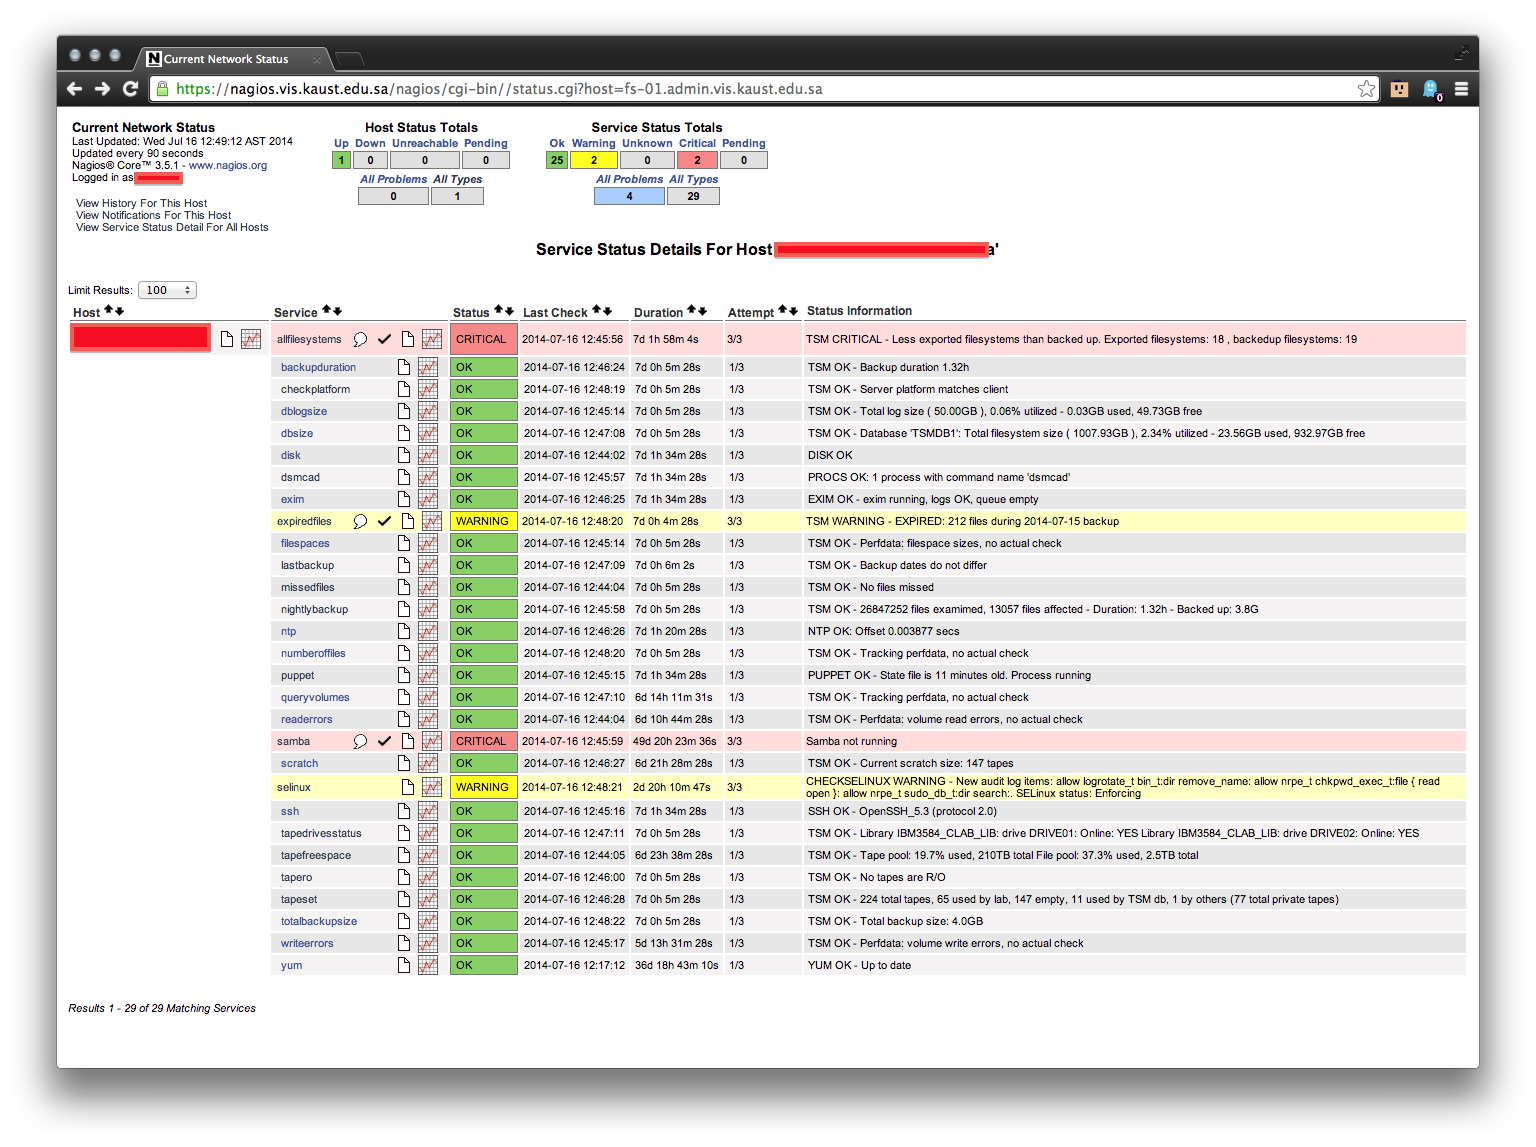 Current Network Status
https://nagios.vis.kaust.edu.sa/nagios/cgi-bin//status.cgi?host=fs-01.admin.vis.kaust.edu.sa
0
Current Network Status
Last Updated: Wed Jul 16 12:49:12 AST 2014
Updated every 90 seconds
Nagios® Core™ 3.5.1 - www.nagios.org
Logged in as
View History For This Host
View Notifications For This Host
View Service Status Detail For All Hosts
Host Status Totals
Up Down Unreachable Pending
1 0 0 0
All Problems All Types
0 1
Service Status Totals
Ok Warning Unknown Critical Pending
25 2 0 2 0
All Problems All Types
4 29
Service Status Details For Host a'
Limit Results: 100
Host Service Status Last Check Duration Attempt Status Information
allfilesystems CRITICAL 2014-07-16 12:45:56 7d 1h 58m 4s 3/3 TSM CRITICAL - Less exported filesystems than backed up. Exported filesystems: 18 , backedup filesystems: 19
backupduration OK 2014-07-16 12:46:24 7d 0h 5m 28s 1/3 TSM OK - Backup duration 1.32h
checkplatform OK 2014-07-16 12:48:19 7d 0h 5m 28s 1/3 TSM OK - Server platform matches client
dblogsize OK 2014-07-16 12:45:14 7d 0h 5m 28s 1/3 TSM OK - Total log size ( 50.00GB ), 0.06% utilized - 0.03GB used, 49.73GB free
dbsize OK 2014-07-16 12:47:08 7d 0h 5m 28s 1/3 TSM OK - Database 'TSMDB1': Total filesystem size ( 1007.93GB ), 2.34% utilized - 23.56GB used, 932.97GB free
disk OK 2014-07-16 12:44:02 7d 1h 34m 28s 1/3 DISK OK
dsmcad OK 2014-07-16 12:45:57 7d 1h 34m 28s 1/3 PROCS OK: 1 process with command name 'dsmcad'
exim OK 2014-07-16 12:46:25 7d 1h 34m 28s 1/3 EXIM OK - exim running, logs OK, queue empty
expiredfiles WARNING 2014-07-16 12:48:20 7d 0h 4m 28s 3/3 TSM WARNING - EXPIRED: 212 files during 2014-07-15 backup
filespaces OK 2014-07-16 12:45:14 7d 0h 5m 28s 1/3 TSM OK - Perfdata: filespace sizes, no actual check
lastbackup OK 2014-07-16 12:47:09 7d 0h 6m 2s 1/3 TSM OK - Backup dates do not differ
missedfiles OK 2014-07-16 12:44:04 7d 0h 5m 28s 1/3 TSM OK - No files missed
nightlybackup OK 2014-07-16 12:45:58 7d 0h 5m 28s 1/3 TSM OK - 26847252 files examimed, 13057 files affected - Duration: 1.32h - Backed up: 3.8G
ntp OK 2014-07-16 12:46:26 7d 1h 20m 28s 1/3 NTP OK: Offset 0.003877 secs
numberoffiles OK 2014-07-16 12:48:20 7d 0h 5m 28s 1/3 TSM OK - Tracking perfdata, no actual check
puppet OK 2014-07-16 12:45:15 7d 1h 34m 28s 1/3 PUPPET OK - State file is 11 minutes old. Process running
queryvolumes OK 2014-07-16 12:47:10 6d 14h 11m 31s 1/3 TSM OK - Tracking perfdata, no actual check
readerrors OK 2014-07-16 12:44:04 6d 10h 44m 28s 1/3 TSM OK - Perfdata: volume read errors, no actual check
samba CRITICAL 2014-07-16 12:45:59 49d 20h 23m 36s 3/3 Samba not running
scratch OK 2014-07-16 12:46:27 6d 21h 28m 28s 1/3 TSM OK - Current scratch size: 147 tapes
selinux WARNING 2014-07-16 12:48:21 2d 20h 10m 47s 3/3 CHECKSELINUX WARNING - New audit log items: allow logrotate_t bin_t:dir remove_name: allow nrpe_t chkpwd_exec_t:file { read
open }: allow nrpe_t sudo_db_t:dir search:. SELinux status: Enforcing
ssh OK 2014-07-16 12:45:16 7d 1h 34m 28s 1/3 SSH OK - OpenSSH_5.3 (protocol 2.0)
tapedrivesstatus OK 2014-07-16 12:47:11 7d 0h 5m 28s 1/3 TSM OK - Library IBM3584_CLAB_LIB: drive DRIVE01: Online: YES Library IBM3584_CLAB_LIB: drive DRIVE02: Online: YES
tapefreespace OK 2014-07-16 12:44:05 6d 23h 38m 28s 1/3 TSM OK - Tape pool: 19.7% used, 210TB total File pool: 37.3% used, 2.5TB total
tapero OK 2014-07-16 12:46:00 7d 0h 5m 28s 1/3 TSM OK - No tapes are R/O
tapeset OK 2014-07-16 12:46:28 7d 0h 5m 28s 1/3 TSM OK - 224 total tapes, 65 used by lab, 147 empty, 11 used by TSM db, 1 by others (77 total private tapes)
totalbackupsize OK 2014-07-16 12:48:22 7d 0h 5m 28s 1/3 TSM OK - Total backup size: 4.0GB
writeerrors OK 2014-07-16 12:45:17 5d 13h 31m 28s 1/3 TSM OK - Perfdata: volume write errors, no actual check
yum OK 2014-07-16 12:17:12 36d 18h 43m 10s 1/3 YUM OK - Up to date
Results 1 - 29 of 29 Matching Services